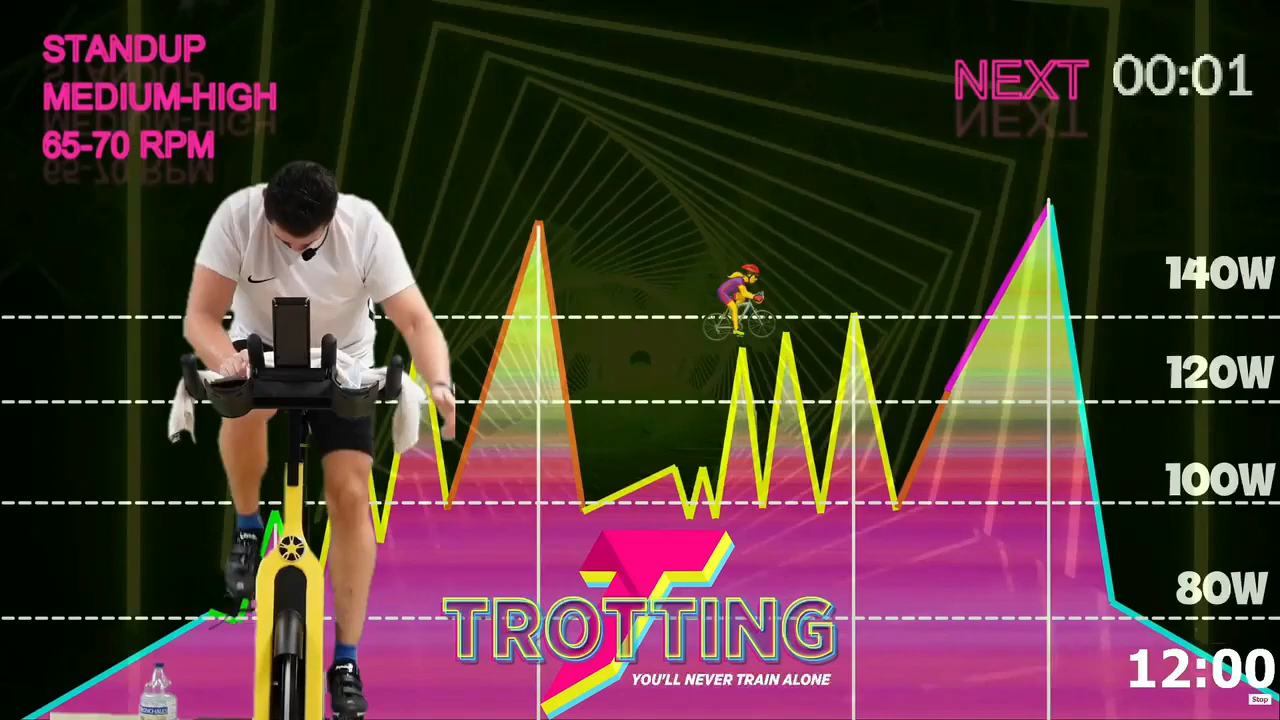 STANDUP
MEDIUM-HIGH
65-70 RPM
NEXT 00:01
140W
120W
100W
80W
TROTTING
YOU'LL NEVER TRAIN ALONE
12:00
Stop